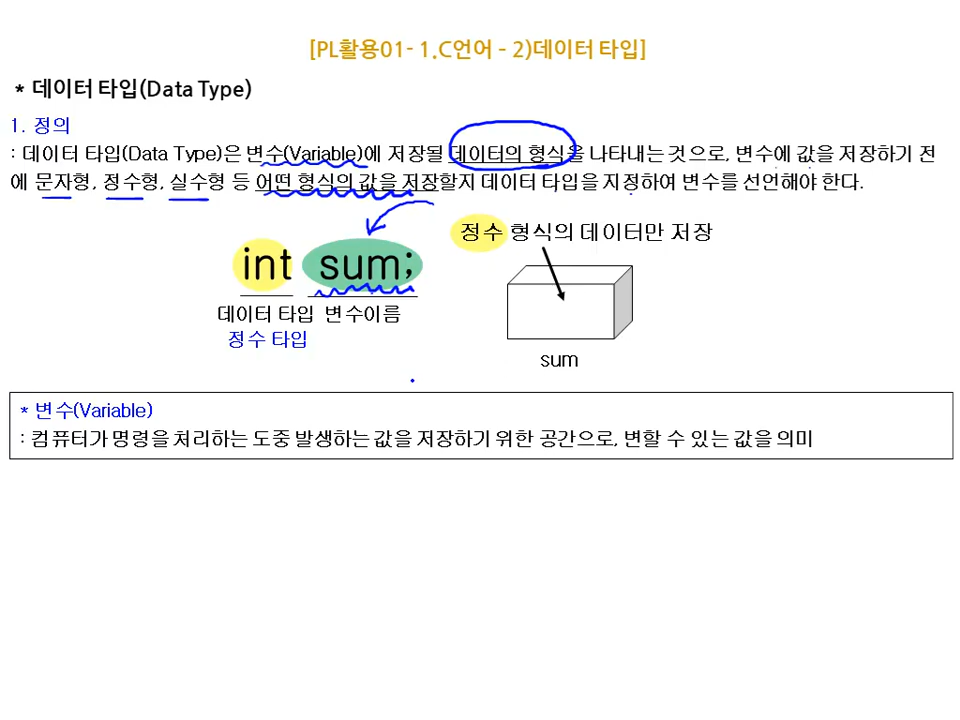 [PL활용01- 1.C언어 - 2)데이터 타입]
* 데이터 타입(Data Type)
1. 정의
: 데이터 타입(Data Type)은 변수(Variable)에 저장될 데이터의 형식을 나타내는 것으로, 변수에 값을 저장하기 전
에 문자형, 정수형, 실수형 등 어떤 형식의 값을 저장할지 데이터 타입을 지정하여 변수를 선언해야 한다.
정수 형식의 데이터만 저장
int sum;
데이터 타입 변수이름
정수 타입
sum
* 변수(Variable)
: 컴퓨터가 명령을 처리하는 도중 발생하는 값을 저장하기 위한 공간으로, 변할 수 있는 값을 의미